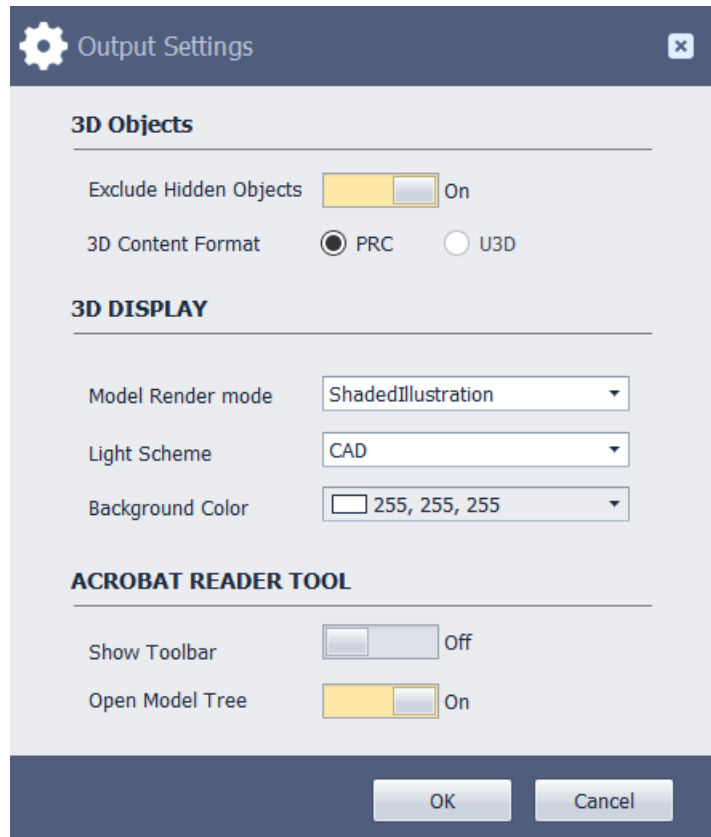 Output Settings
3D Objects
Exclude Hidden Objects On
3D Content Format PRC U3D
3D DISPLAY
Model Render mode ShadedIllustration
Light Scheme CAD
Background Color 255, 255, 255
ACROBAT READER TOOL
Show Toolbar Off
Open Model Tree On
OK Cancel